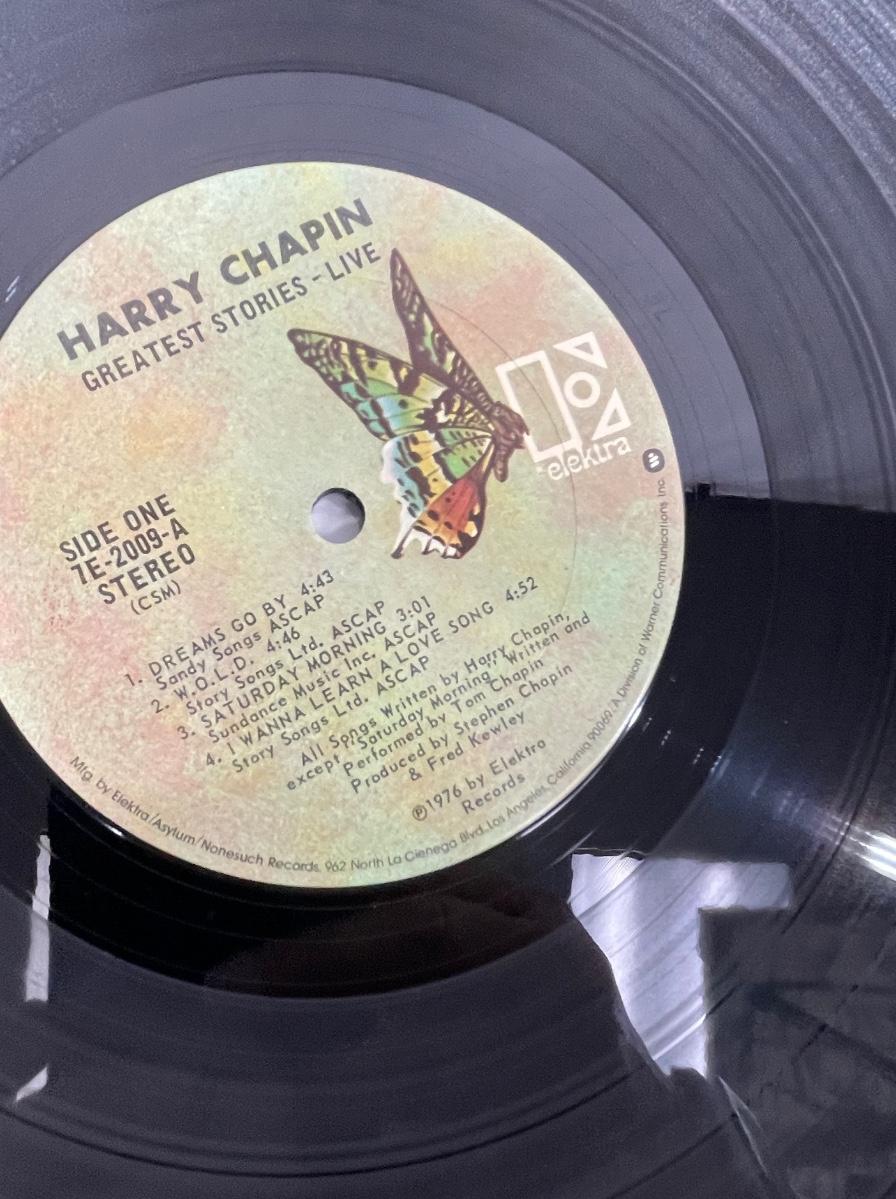 HARRY CHAPIN
GREATEST STORIES - LIVE
elektra
SIDE ONE
7E-2009-A
STEREO
(CSM)
1. DREAMS GO BY 4:43
Sandy Songs ASCAP
2. W.O.L.D. 4:46
Story Songs Ltd. ASCAP
3. SATURDAY MORNING 3:01
Sundance Music Inc. ASCAP
4. I WANNA LEARN A LOVE SONG 4:52
Story Songs Ltd. ASCAP
All Songs Written by Harry Chapin,
except "Saturday Morning," Written and
Performed by Tom Chapin
Produced by Stephen Chapin
& Fred Kewley
℗1976 by Elektra
Records
Mfg. by Elektra/Asylum/Nonesuch Records, 962 North La Cienega Blvd., Los Angeles, California 90069. A Division of Warner Communications Inc.